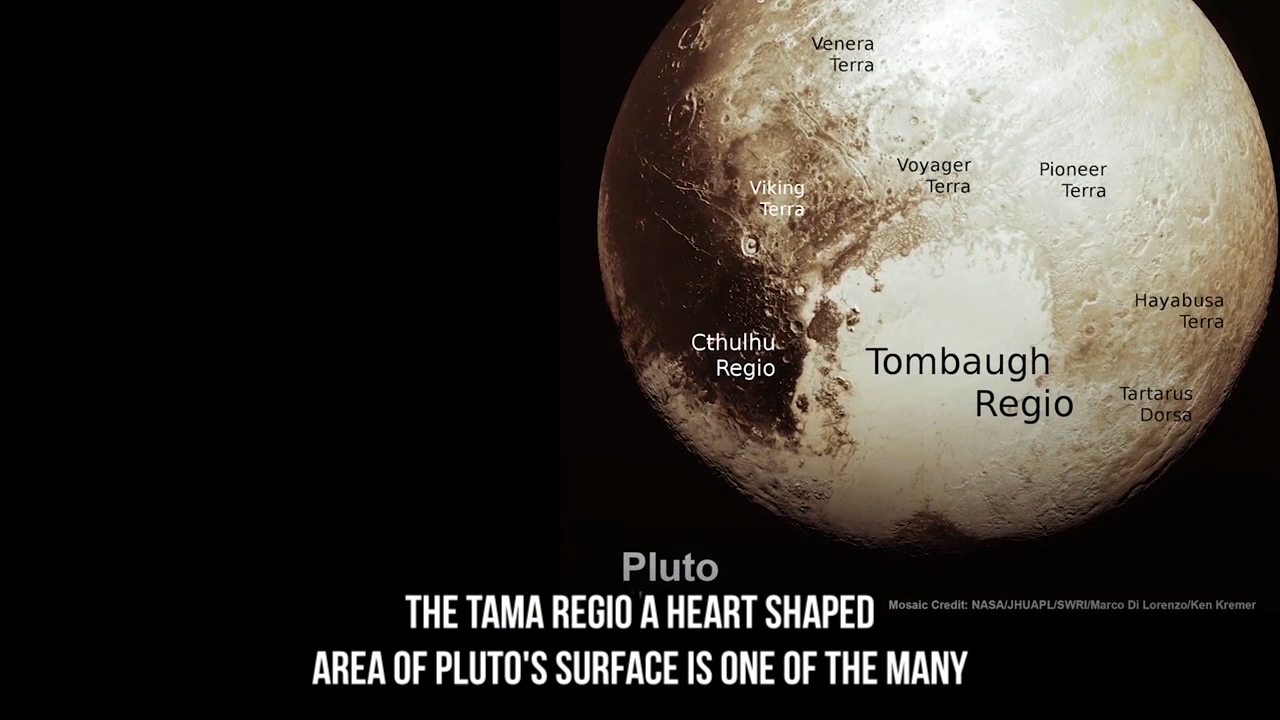 Venera
Terra
Voyager
Terra
Pioneer
Terra
Viking
Terra
Hayabusa
Terra
Cthulhu
Regio
Tombaugh
Regio
Tartarus
Dorsa
Pluto
Mosaic Credit: NASA/JHUAPL/SWRI/Marco Di Lorenzo/Ken Kremer
THE TAMA REGIO A HEART SHAPED
AREA OF PLUTO'S SURFACE IS ONE OF THE MANY